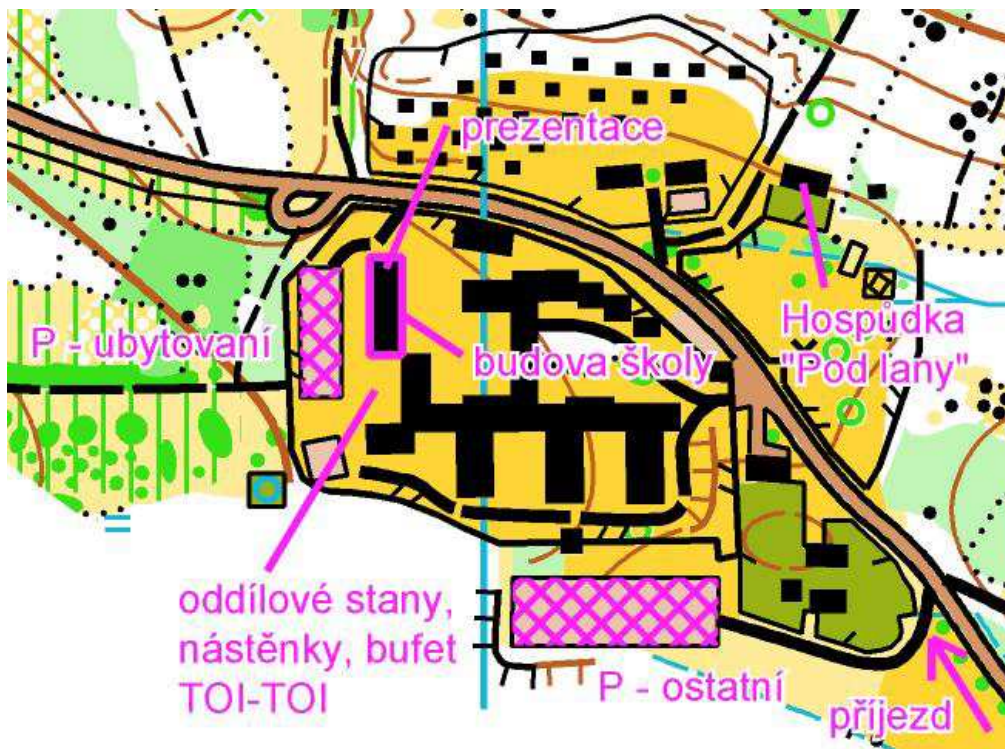 prezentace
P - ubytovaní
budova školy
Hospůdka
"Pod lany"
oddílové stany,
nástěnky, bufet
TOI-TOI
P - ostatní
příjezd